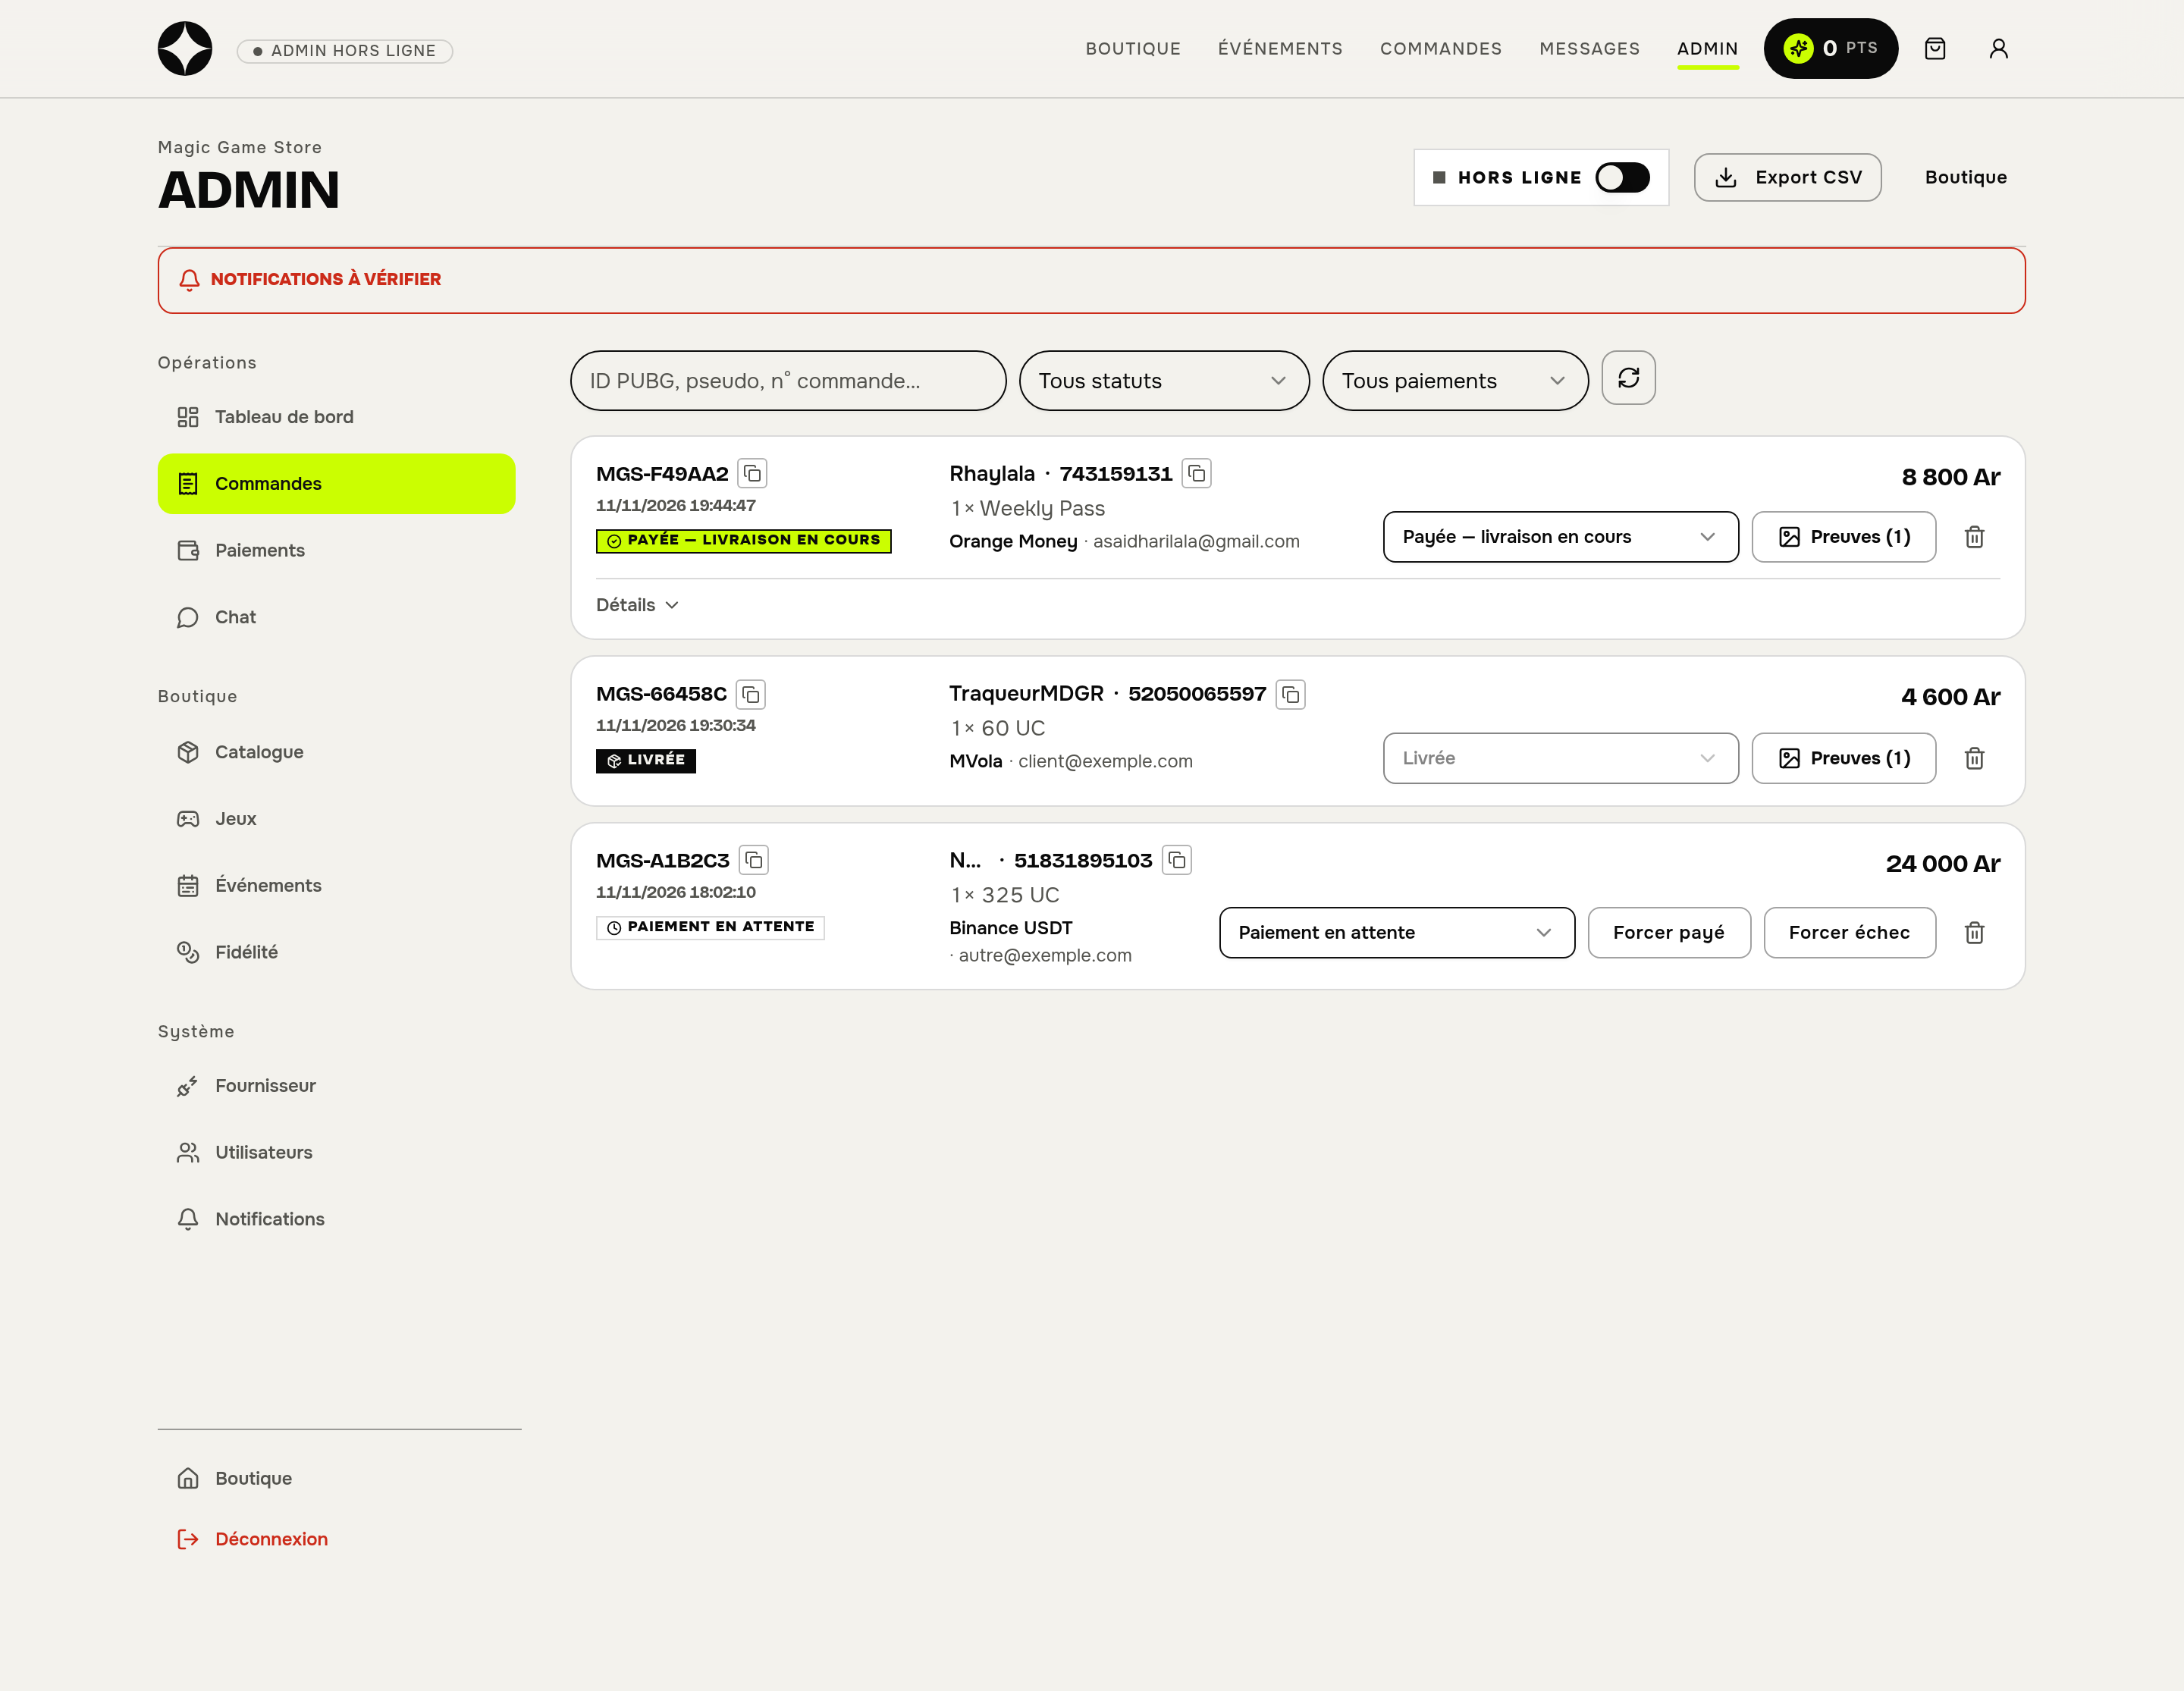 ADMIN HORS LIGNE
BOUTIQUE ÉVÉNEMENTS COMMANDES MESSAGES ADMIN 0 PTS
Magic Game Store
ADMIN
HORS LIGNE Export CSV Boutique
NOTIFICATIONS À VÉRIFIER
Opérations
Tableau de bord
Commandes
Paiements
Chat
Boutique
Catalogue
Jeux
Événements
Fidélité
Système
Fournisseur
Utilisateurs
Notifications
Boutique
Déconnexion
ID PUBG, pseudo, n° commande... Tous statuts Tous paiements
MGS-F49AA2 Rhaylala · 743159131 8 800 Ar
11/11/2026 19:44:47 1× Weekly Pass
PAYÉE — LIVRAISON EN COURS Orange Money · asaidharilala@gmail.com Payée — livraison en cours Preuves (1)
Détails
MGS-66458C TraqueurMDGR · 52050065597 4 600 Ar
11/11/2026 19:30:34 1× 60 UC
LIVRÉE MVola · client@exemple.com Livrée Preuves (1)
MGS-A1B2C3 N... · 51831895103 24 000 Ar
11/11/2026 18:02:10 1× 325 UC
PAIEMENT EN ATTENTE Binance USDT Paiement en attente Forcer payé Forcer échec
· autre@exemple.com